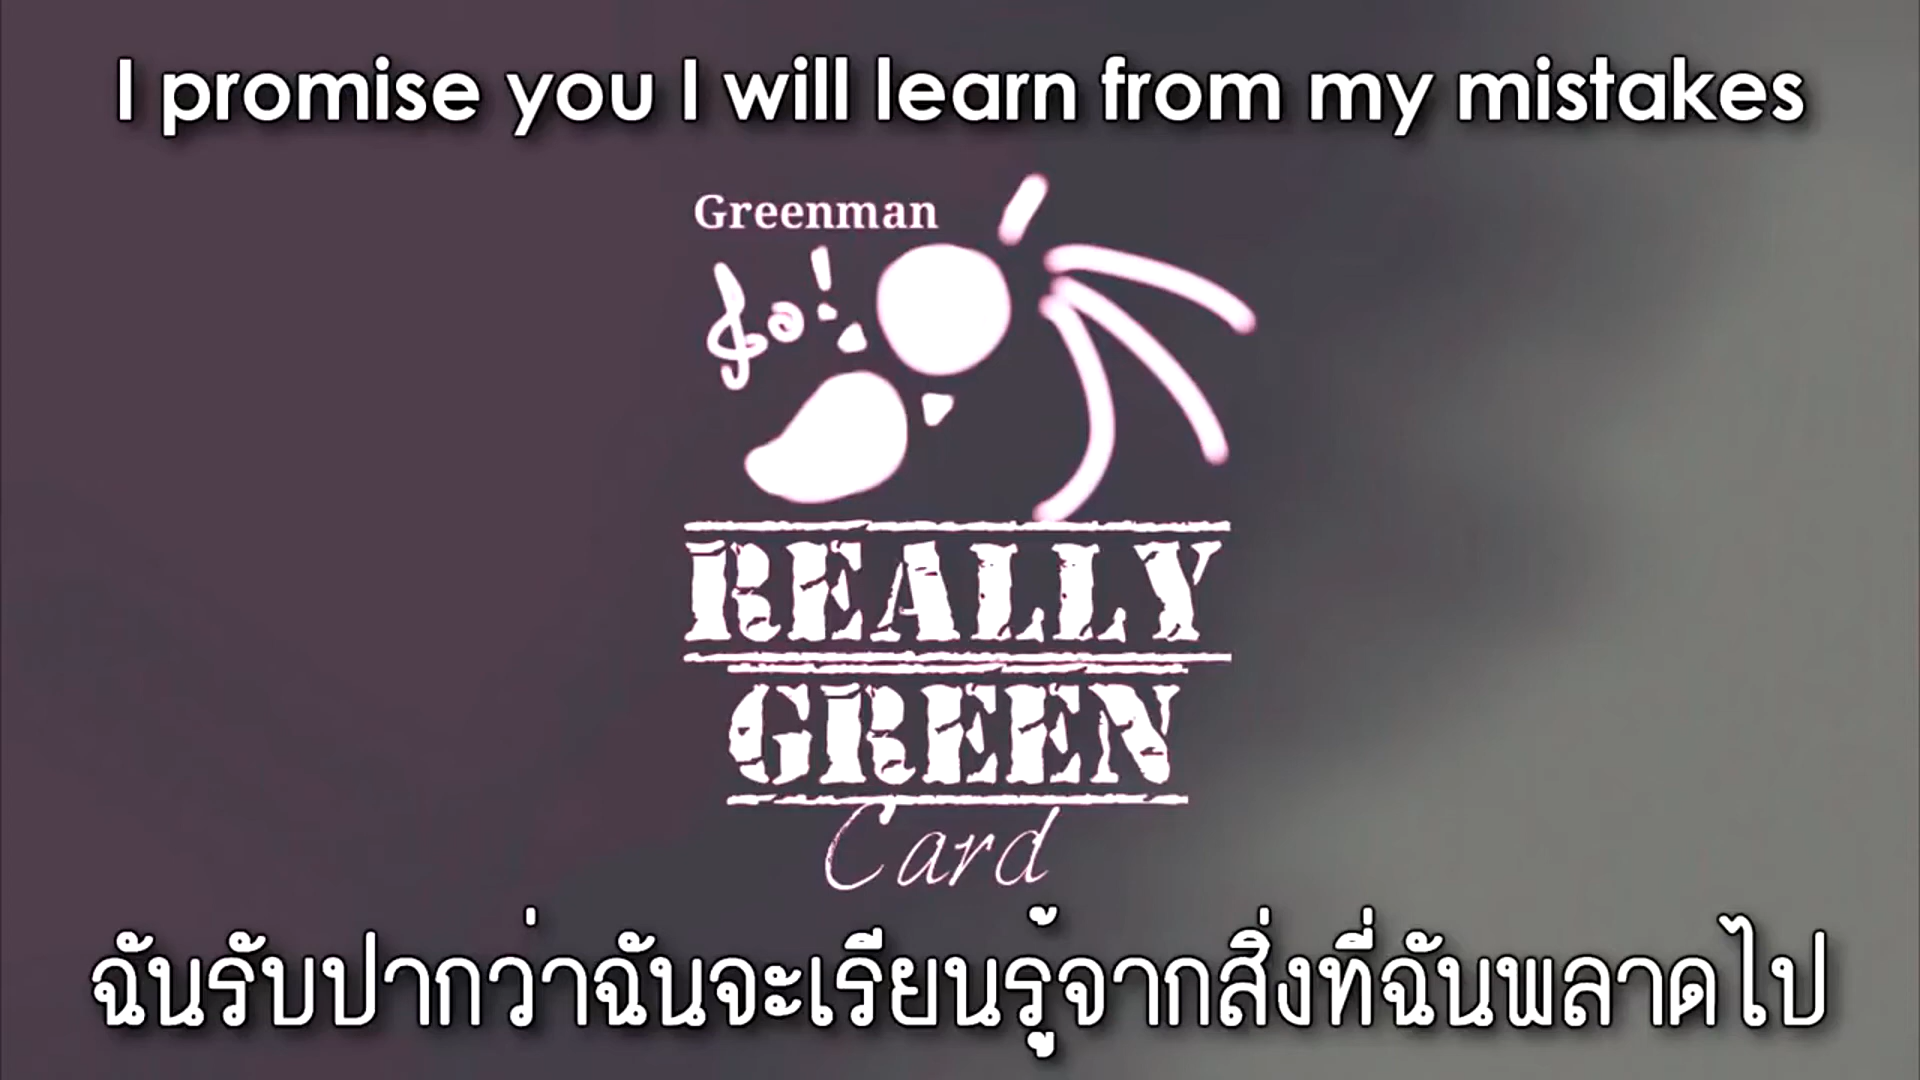 I promise you I will learn from my mistakes
Greenman
REALLY
GREEN
Card
ฉันรับปากว่าฉันจะเรียนรู้จากสิ่งที่ฉันพลาดไป